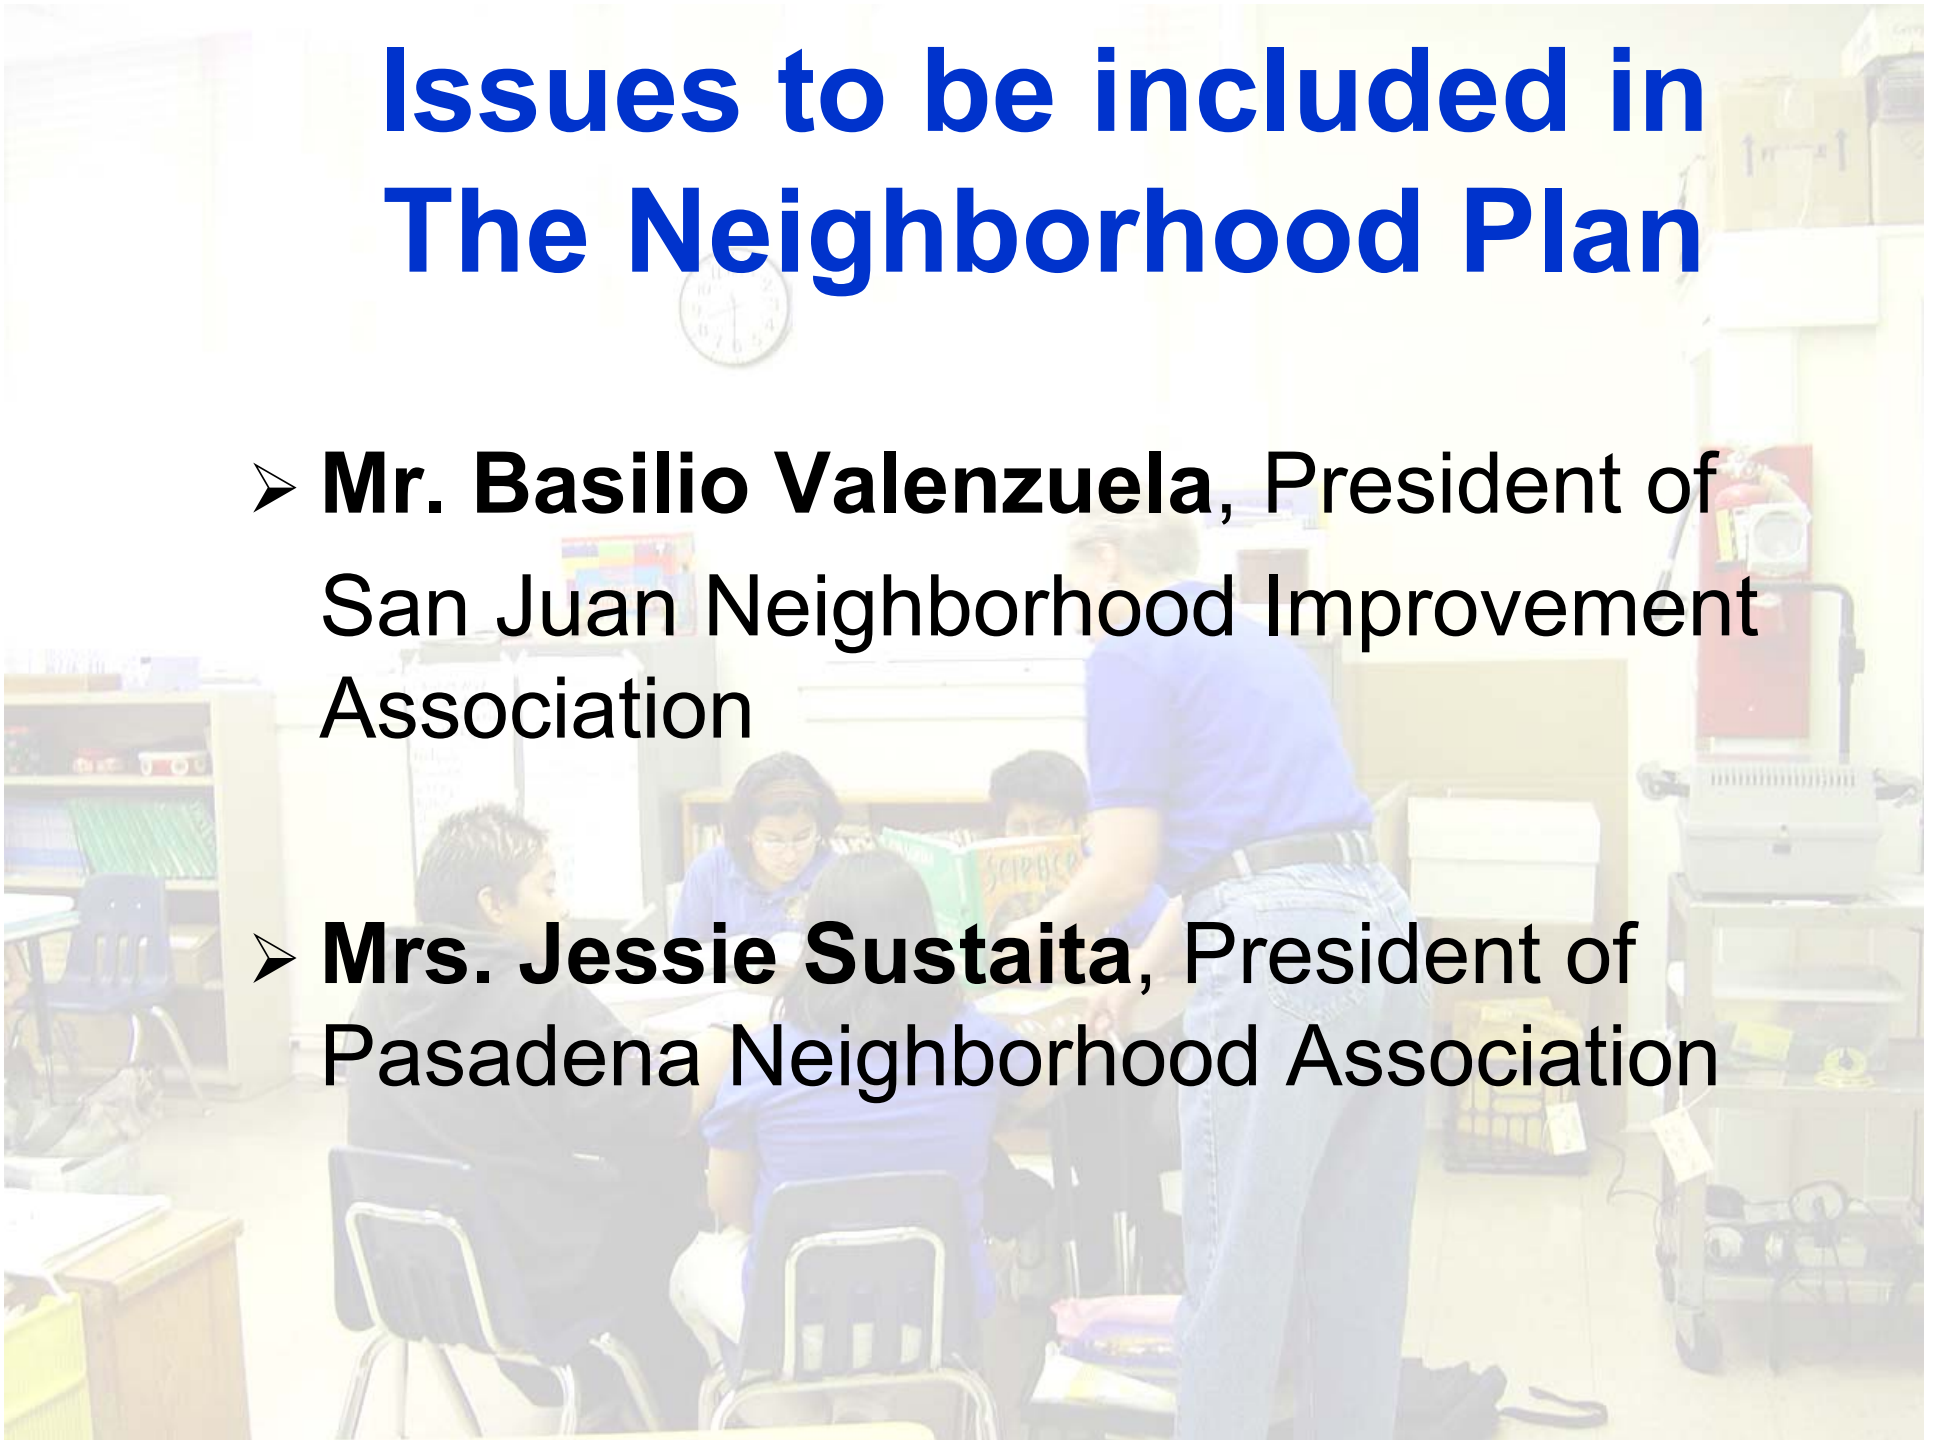 Issues to be included in
The Neighborhood Plan
➢ Mr. Basilio Valenzuela, President of
San Juan Neighborhood Improvement
Association
SCIENCE
➢ Mrs. Jessie Sustaita, President of
Pasadena Neighborhood Association